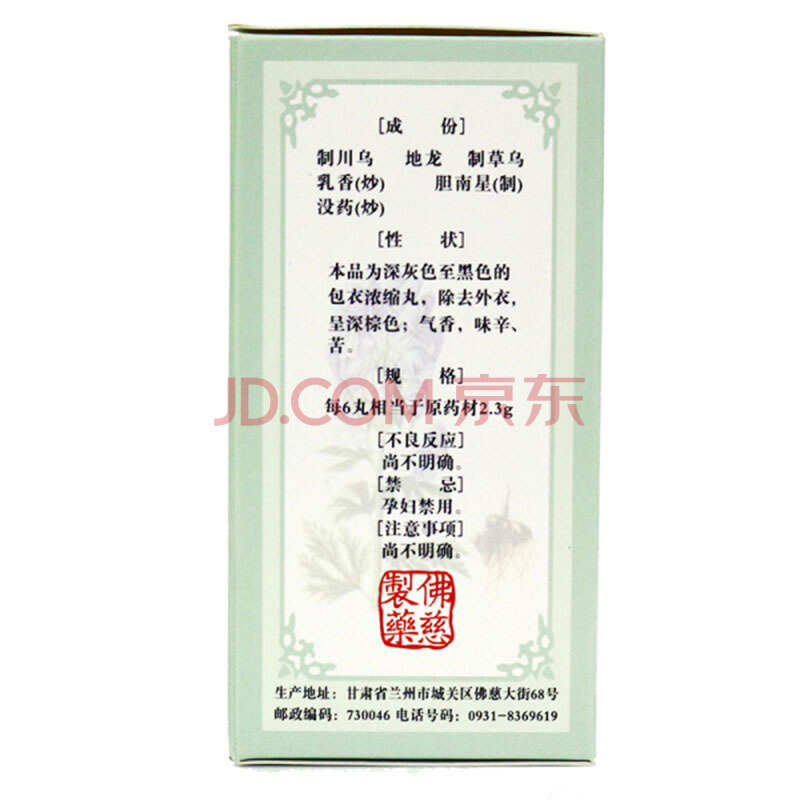 [成 份]
制川乌 地龙 制草乌
乳香(炒) 胆南星(制)
没药(炒)
[性 状]
本品为深灰色至黑色的
包衣浓缩丸，除去外衣，
呈深棕色；气香，味辛、
苦。
[规 格]
JD.COM 京东
每6丸相当于原药材2.3g
[不良反应]
尚不明确。
[禁 忌]
孕妇禁用。
[注意事项]
尚不明确。
佛慈
製藥
生产地址：甘肃省兰州市城关区佛慈大街68号
邮政编码：730046 电话号码：0931-8369619